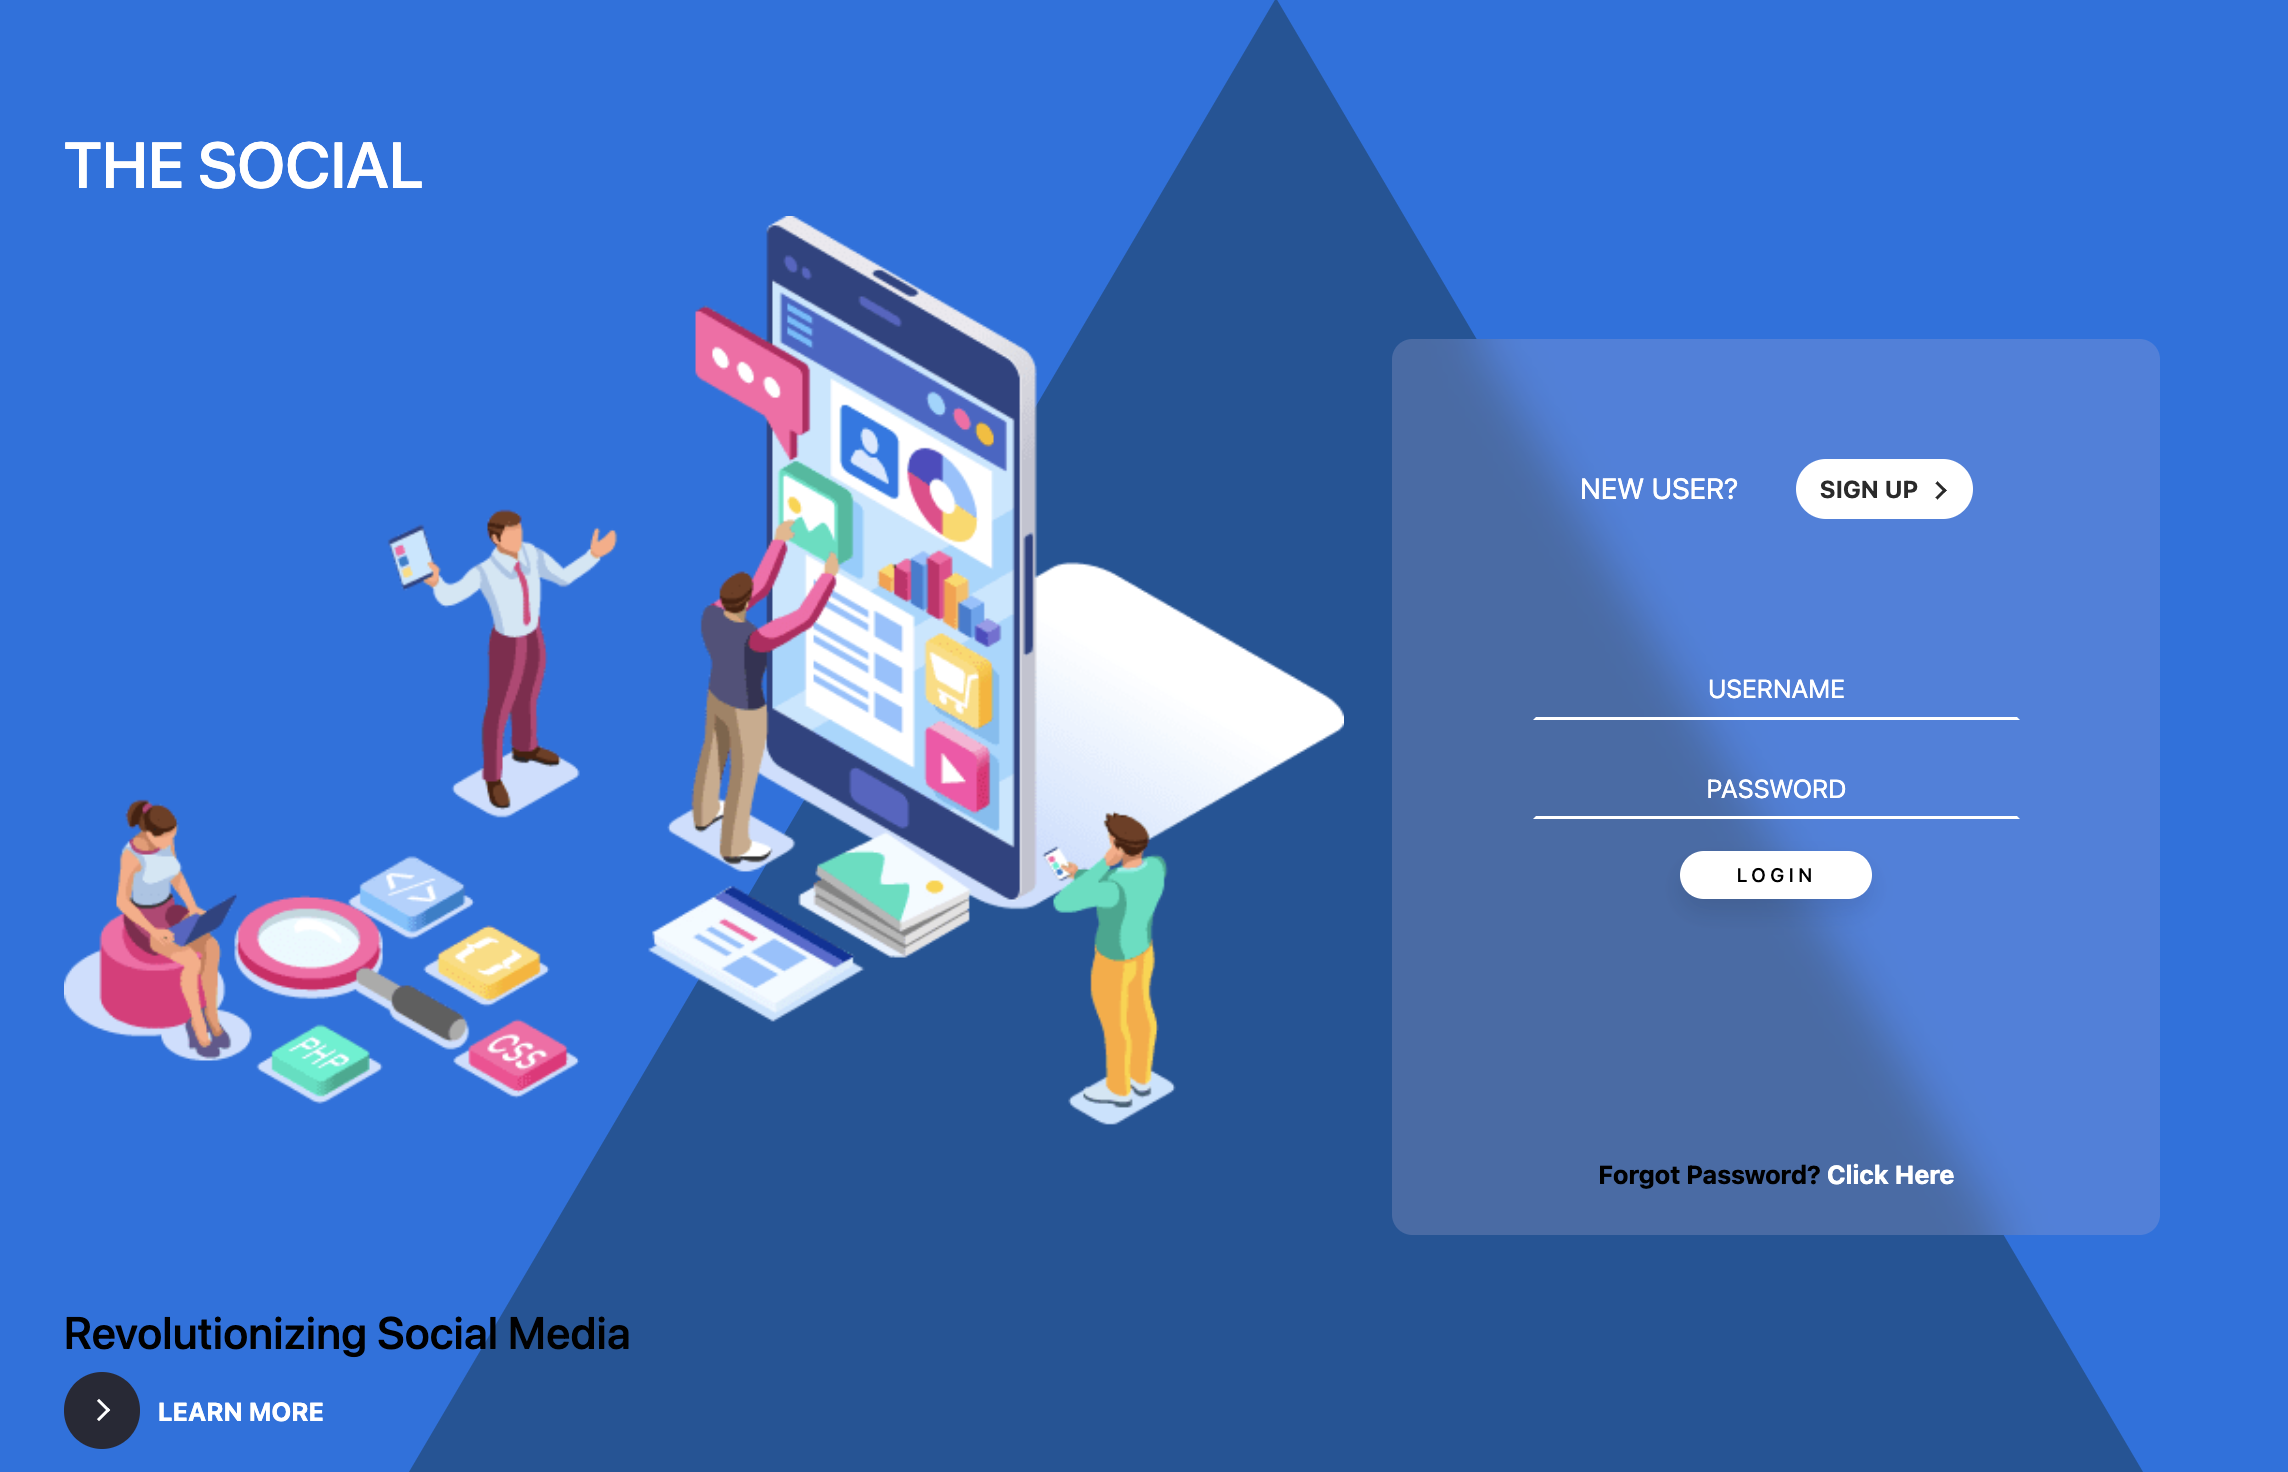 THE SOCIAL
NEW USER?
SIGN UP
USERNAME
PASSWORD
LOGIN
</>
{ }
PHP
CSS
Forgot Password? Click Here
Revolutionizing Social Media
LEARN MORE